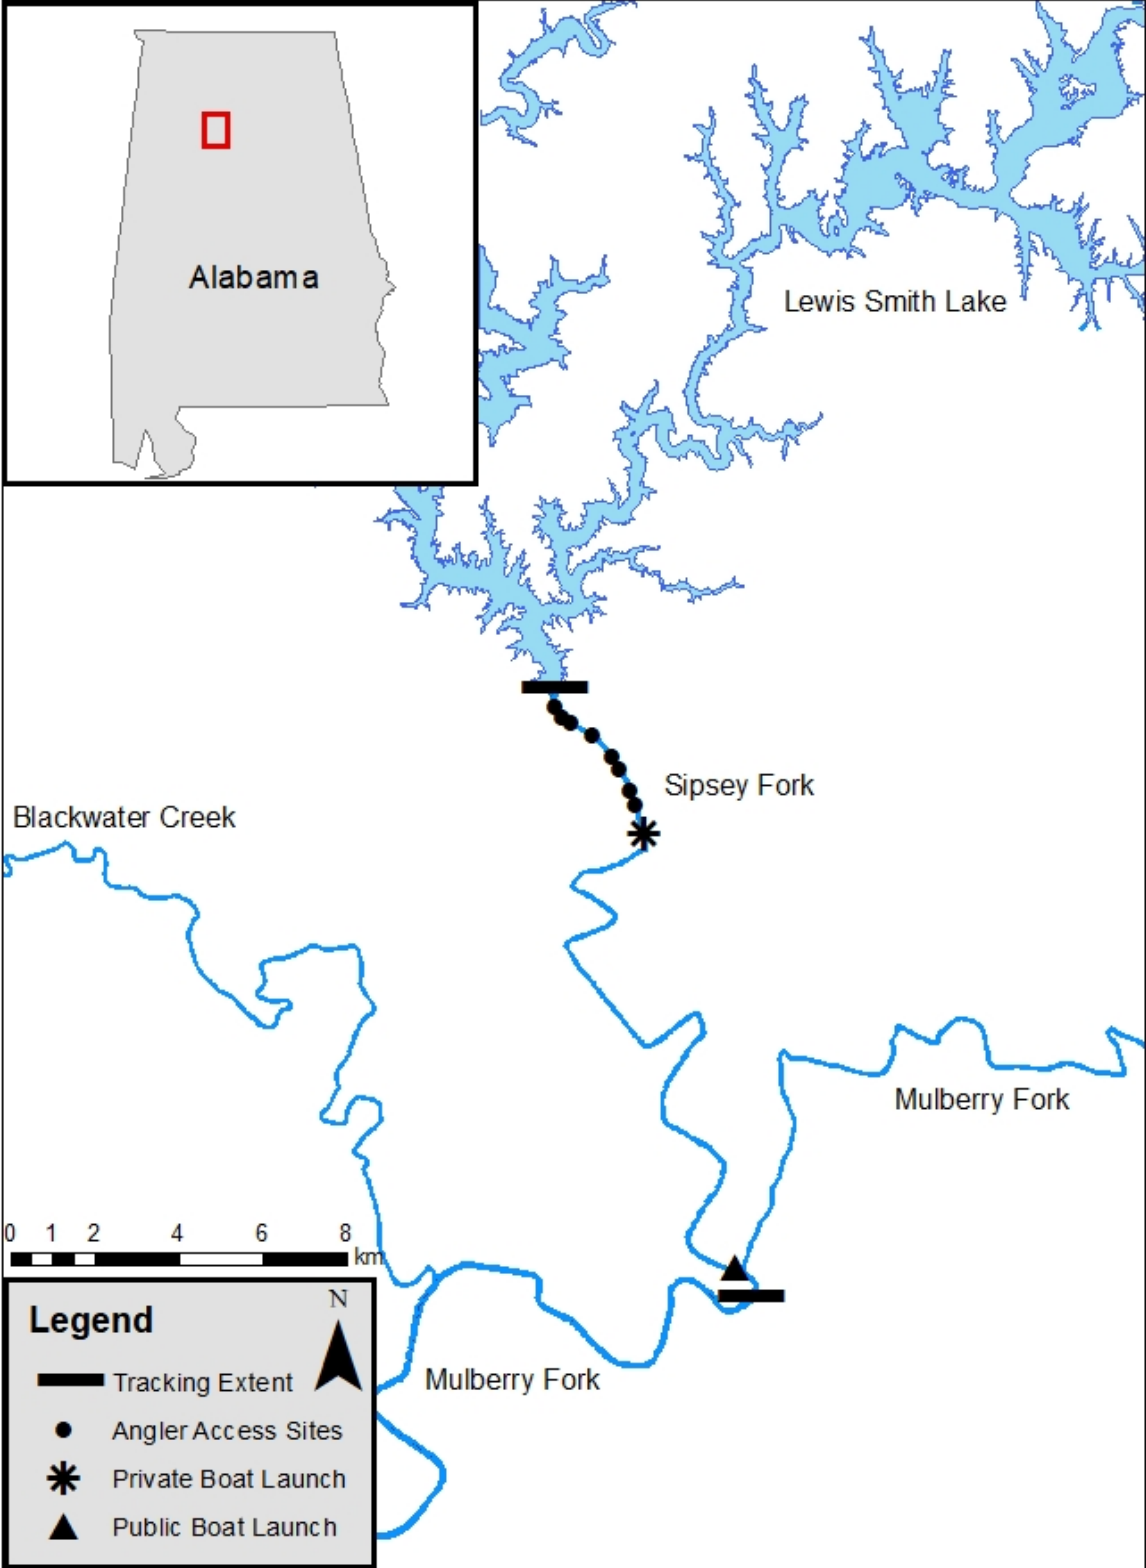 Alabama
Lewis Smith Lake
Sipsey Fork
Blackwater Creek
Mulberry Fork
0 1 2 4 6 8
km
Mulberry Fork
Legend
N
Tracking Extent
Angler Access Sites
Private Boat Launch
Public Boat Launch